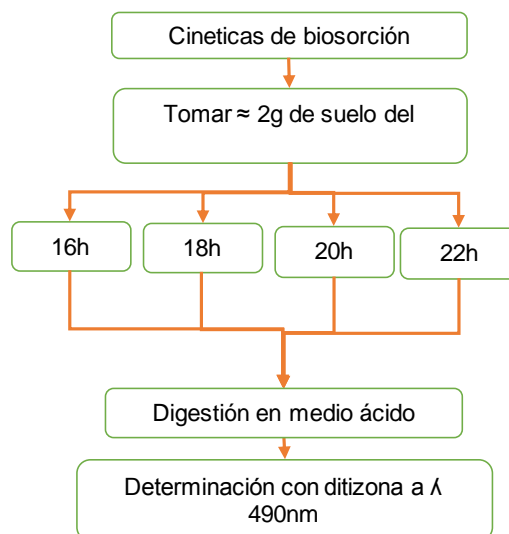 Cineticas de biosorción
Tomar ≈ 2g de suelo del
16h
18h
20h
22h
Digestión en medio ácido
Determinación con ditizona a ʎ
490nm